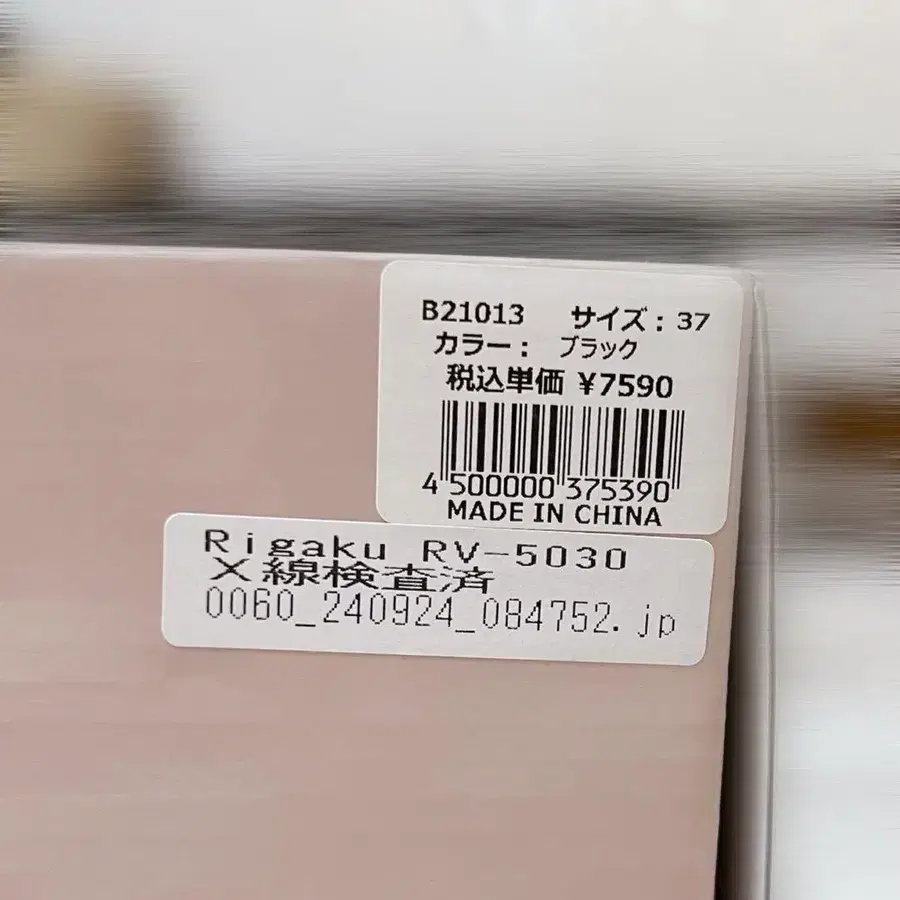 B21013 サイズ: 37
カラー: ブラック
税込単価 ¥7590
4 500000 375390
MADE IN CHINA
Rigaku RV-5030
X線検査済
0060_240924_084752.jp